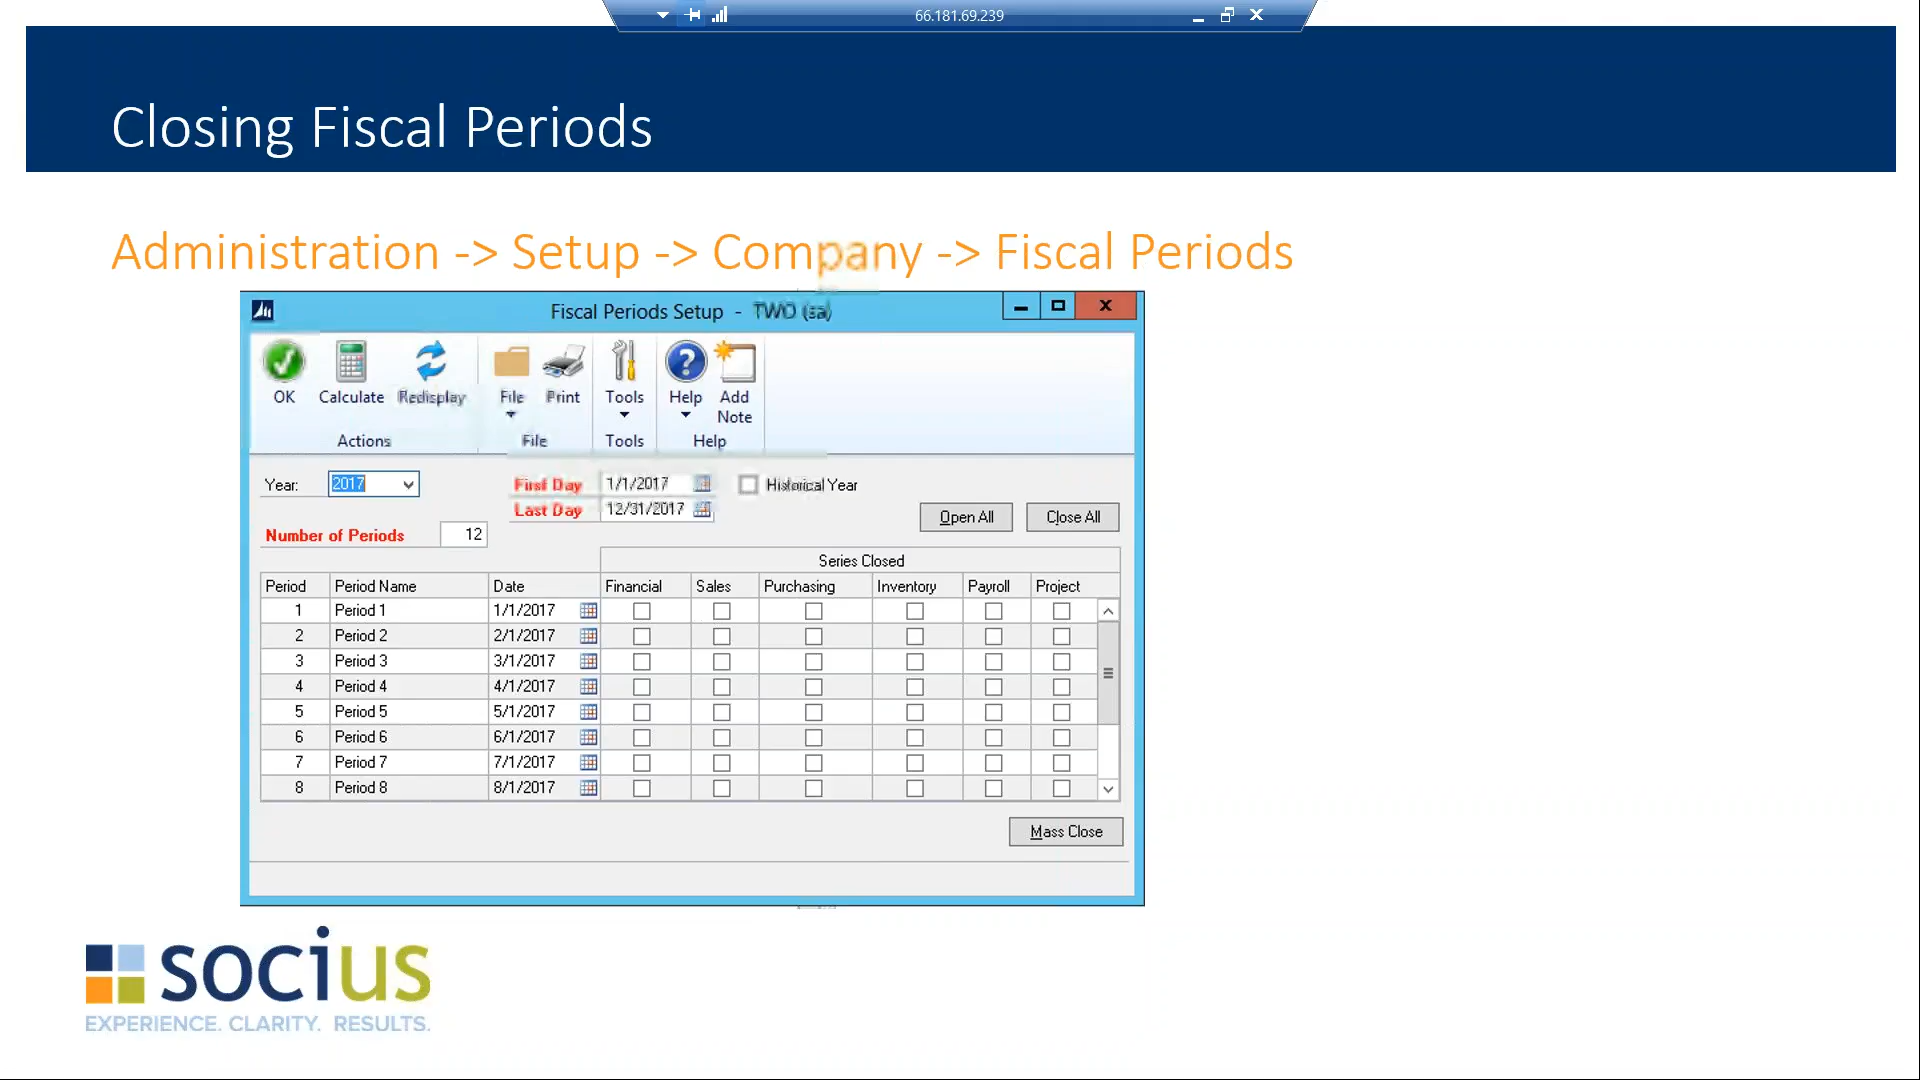 66.181.69.239
Closing Fiscal Periods
Administration -> Setup -> Company -> Fiscal Periods
Fiscal Periods Setup - TWO (sa)
OK Calculate Redisplay File Print Tools Help Add Note
Actions File Tools Help
Year: 2017 First Day 1/1/2017 Historical Year
Last Day 12/31/2017 Open All Close All
Number of Periods 12
Series Closed
Period Period Name Date Financial Sales Purchasing Inventory Payroll Project
1 Period 1 1/1/2017
2 Period 2 2/1/2017
3 Period 3 3/1/2017
4 Period 4 4/1/2017
5 Period 5 5/1/2017
6 Period 6 6/1/2017
7 Period 7 7/1/2017
8 Period 8 8/1/2017
Mass Close
socius
EXPERIENCE. CLARITY. RESULTS.